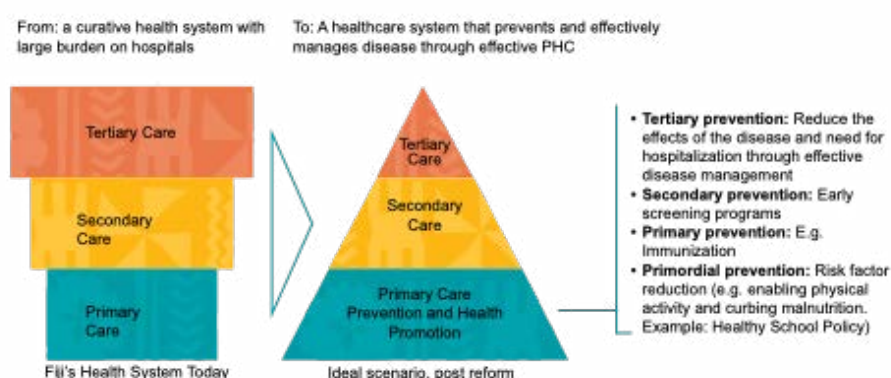 From: a curative health system with
large burden on hospitals
To: A healthcare system that prevents and effectively
manages disease through effective PHC
Tertiary Care
Secondary
Care
Primary
Care
Fiji's Health System Today
Tertiary
Care
Secondary
Care
Primary Care
Prevention and Health
Promotion
Ideal scenario, post reform
• Tertiary prevention: Reduce the
effects of the disease and need for
hospitalization through effective
disease management
• Secondary prevention: Early
screening programs
• Primary prevention: E.g.
Immunization
• Primordial prevention: Risk factor
reduction (e.g. enabling physical
activity and curbing malnutrition.
Example: Healthy School Policy)